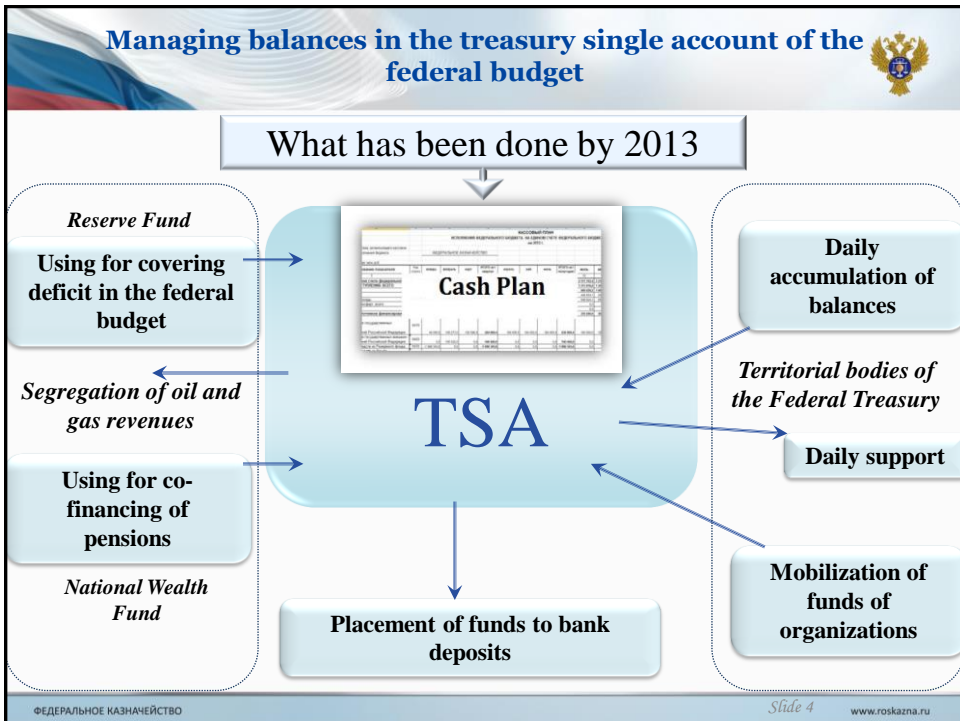 Managing balances in the treasury single account of the
federal budget
What has been done by 2013
Reserve Fund
Using for covering
deficit in the federal
budget
Segregation of oil and
gas revenues
Using for co-
financing of
pensions
National Wealth
Fund
КАССОВЫЙ ПЛАН
Cash Plan
TSA
Placement of funds to bank
deposits
Daily
accumulation of
balances
Territorial bodies of
the Federal Treasury
Daily support
Mobilization of
funds of
organizations
ФЕДЕРАЛЬНОЕ КАЗНАЧЕЙСТВО
Slide 4
www.roskazna.ru